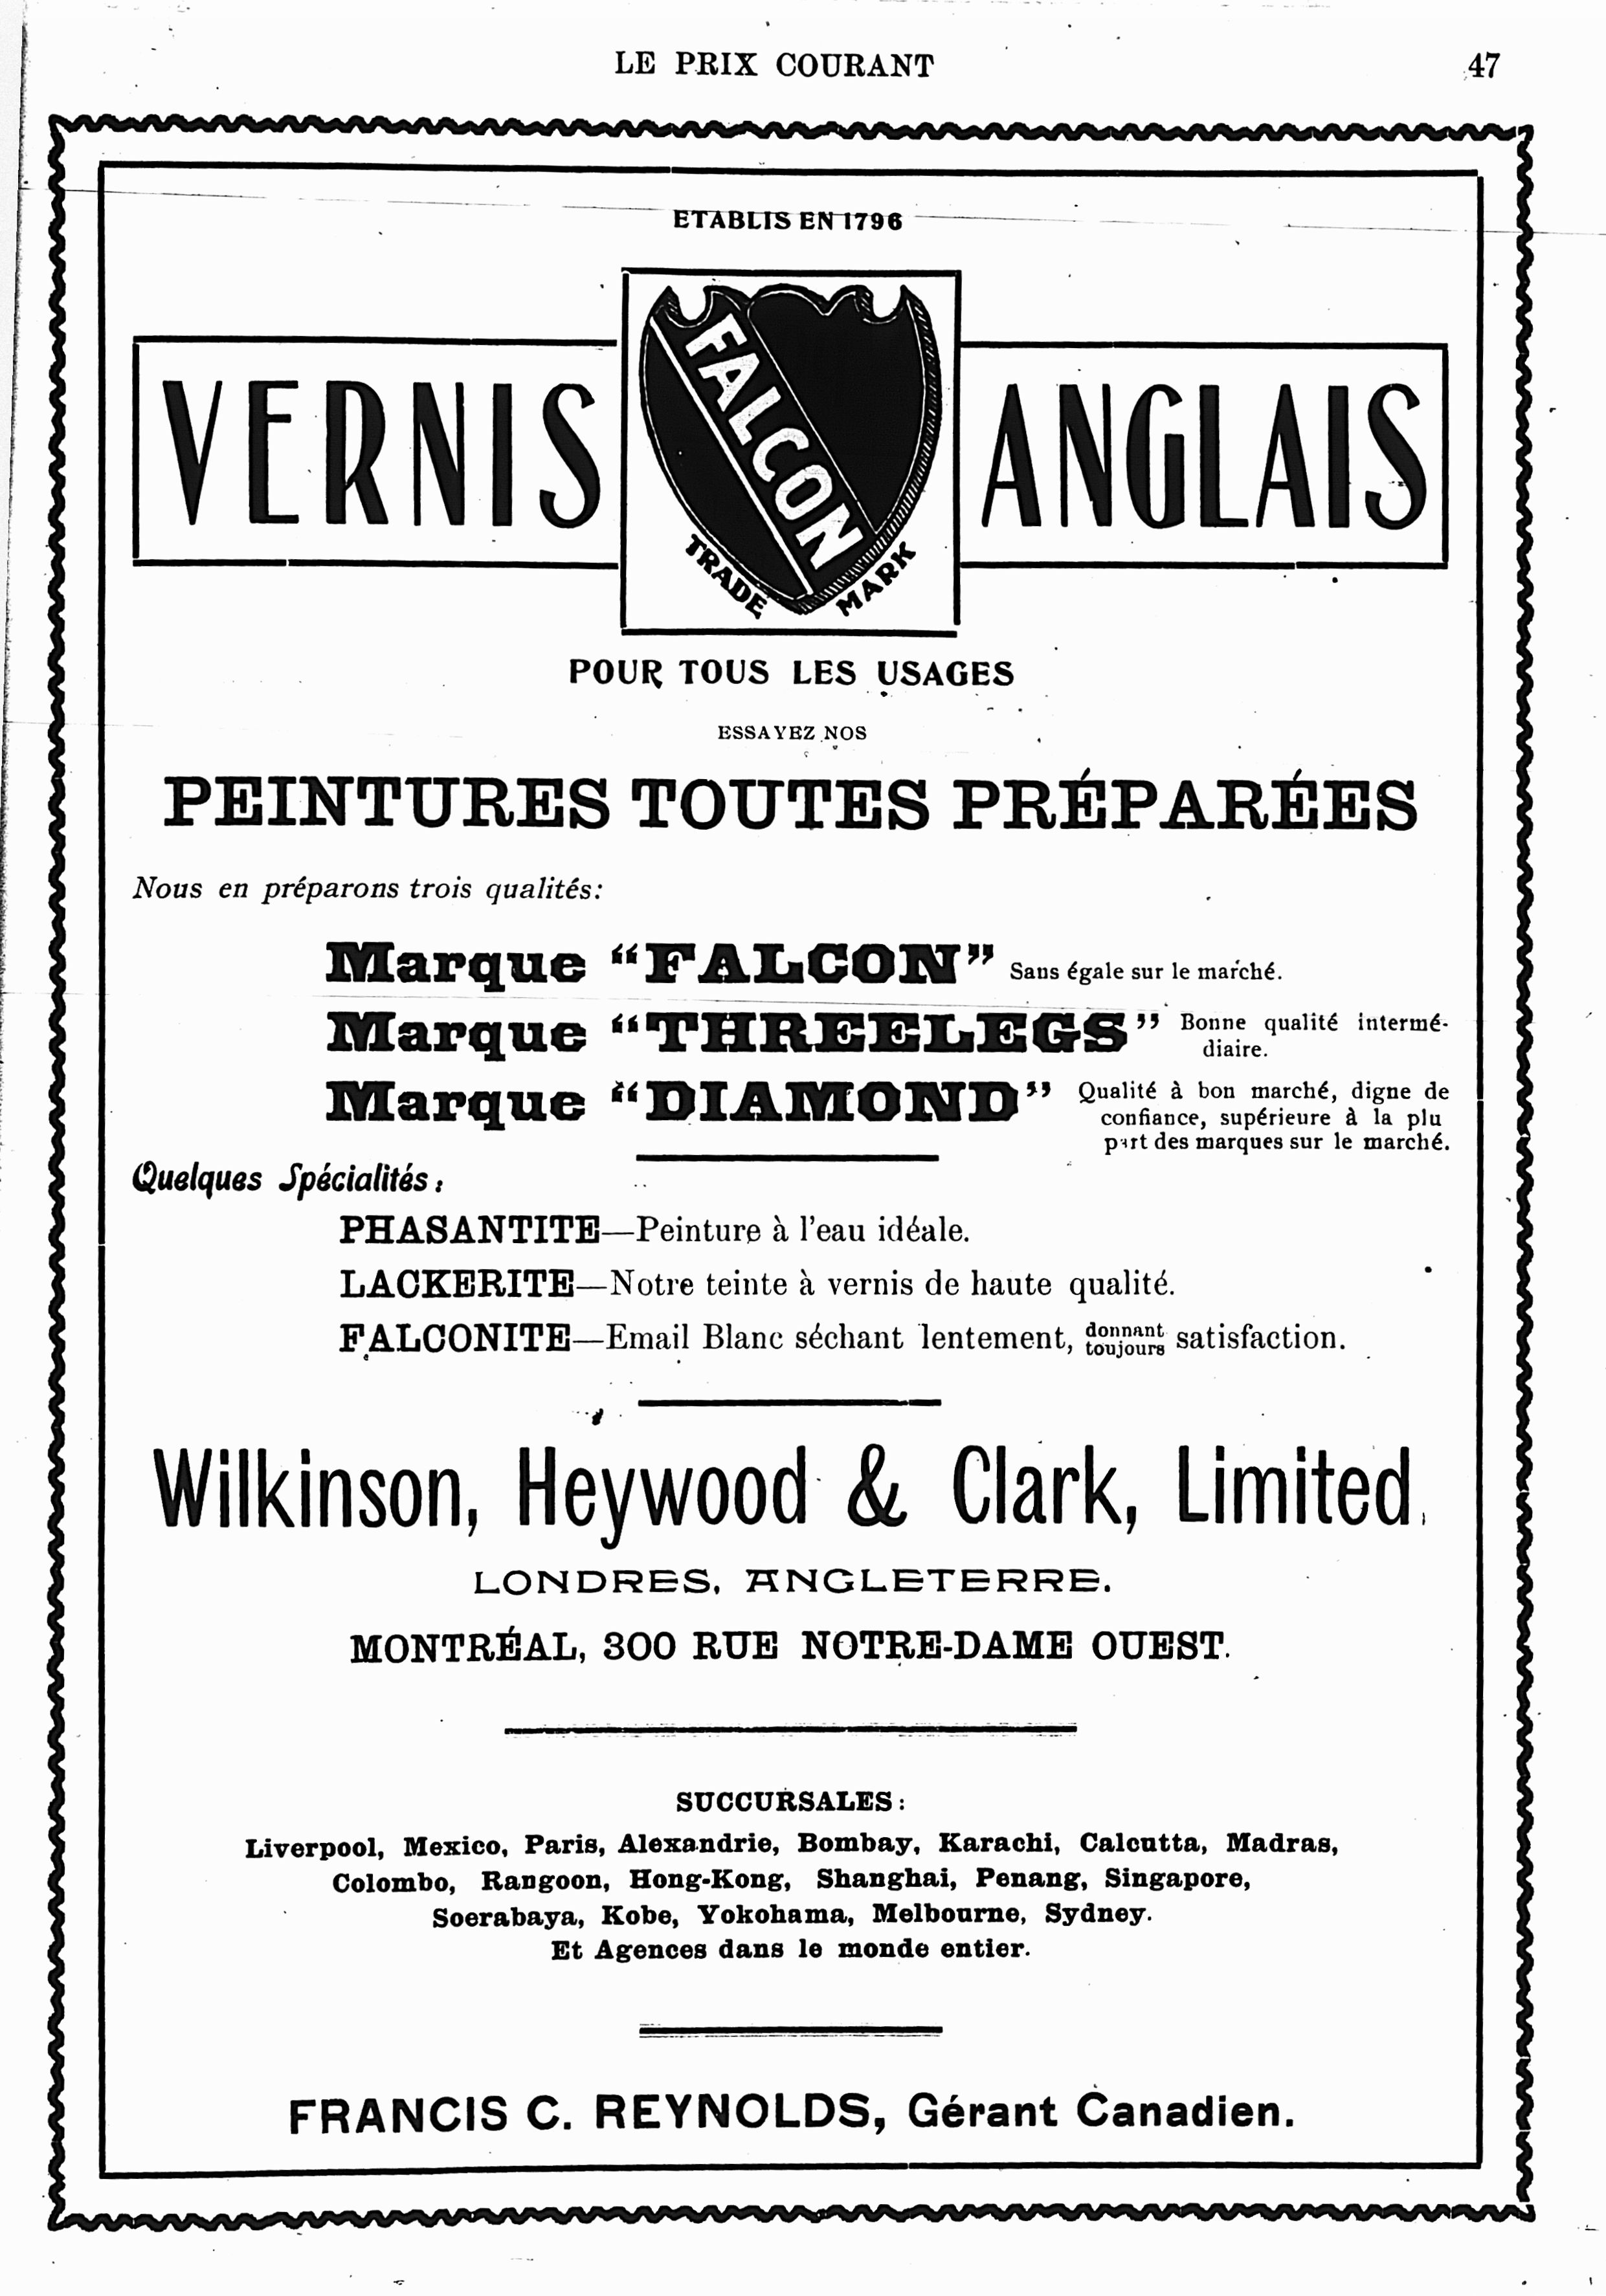 LE PRIX COURANT 47
ETABLIS EN 1796
VERNIS FALCON ANGLAIS
TRADE MARK
POUR TOUS LES USAGES
ESSAYEZ NOS
PEINTURES TOUTES PRÉPARÉES
Nous en préparons trois qualités:
Marque "FALCON" Sans égale sur le marché.
Marque "THREELEGS" Bonne qualité intermé-
diaire.
Marque "DIAMOND" Qualité à bon marché, digne de
confiance, supérieure à la plu
part des marques sur le marché.
Quelques Spécialités:
PHASANTITE—Peinture à l'eau idéale.
LACKERITE—Notre teinte à vernis de haute qualité.
FALCONITE—Email Blanc séchant lentement, donnant toujours satisfaction.
Wilkinson, Heywood & Clark, Limited,
LONDRES, ANGLETERRE.
MONTRÉAL, 300 RUE NOTRE-DAME OUEST.
SUCCURSALES:
Liverpool, Mexico, Paris, Alexandrie, Bombay, Karachi, Calcutta, Madras,
Colombo, Rangoon, Hong-Kong, Shanghai, Penang, Singapore,
Soerabaya, Kobe, Yokohama, Melbourne, Sydney.
Et Agences dans le monde entier.
FRANCIS C. REYNOLDS, Gérant Canadien.